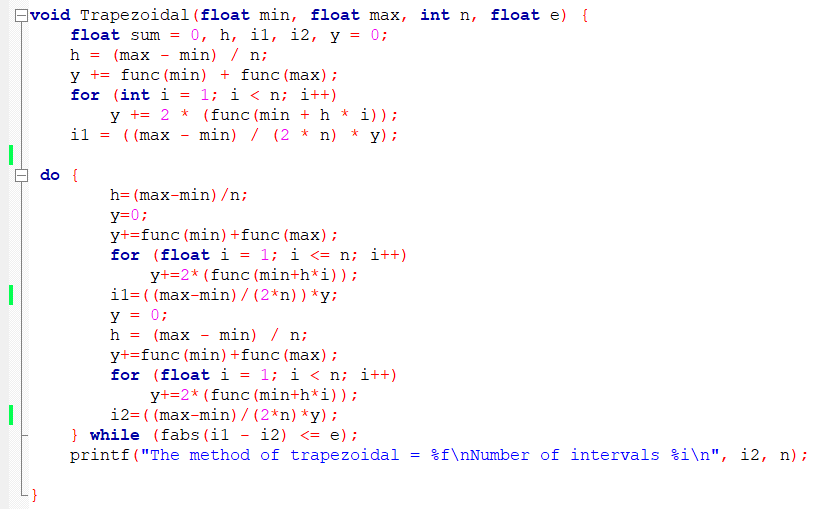 void Trapezoidal(float min, float max, int n, float e) {
float sum = 0, h, i1, i2, y = 0;
h = (max - min) / n;
y += func(min) + func(max);
for (int i = 1; i < n; i++)
y += 2 * (func(min + h * i));
i1 = ((max - min) / (2 * n) * y);
do {
h=(max-min)/n;
y=0;
y+=func(min)+func(max);
for (float i = 1; i <= n; i++)
y+=2*(func(min+h*i));
i1=((max-min)/(2*n))*y;
y = 0;
h = (max - min) / n;
y+=func(min)+func(max);
for (float i = 1; i < n; i++)
y+=2*(func(min+h*i));
i2=((max-min)/(2*n)*y);
} while (fabs(i1 - i2) <= e);
printf("The method of trapezoidal = %f\nNumber of intervals %i\n", i2, n);
}